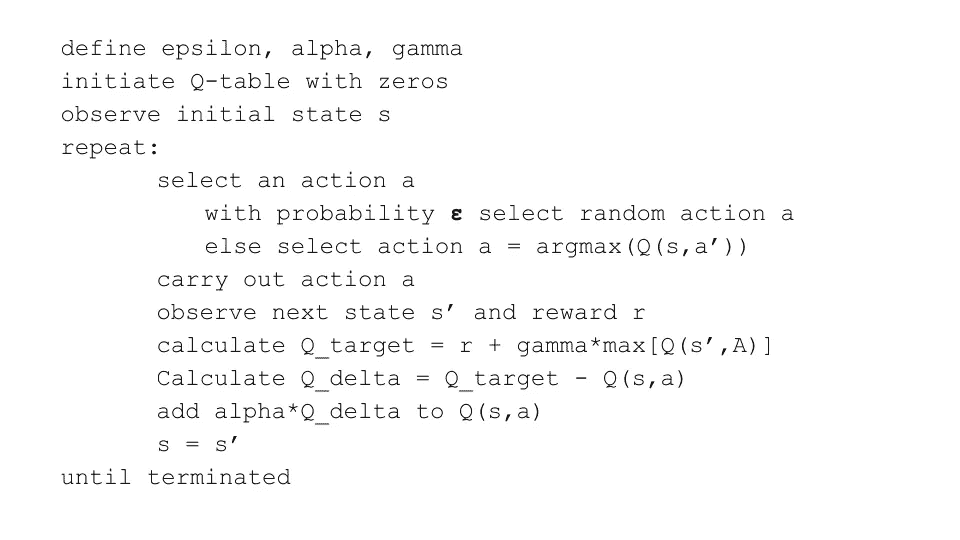 define epsilon, alpha, gamma
initiate Q-table with zeros
observe initial state s
repeat:
select an action a
with probability ε select random action a
else select action a = argmax(Q(s,a’))
carry out action a
observe next state s’ and reward r
calculate Q_target = r + gamma*max[Q(s’,A)]
Calculate Q_delta = Q_target - Q(s,a)
add alpha*Q_delta to Q(s,a)
s = s’
until terminated